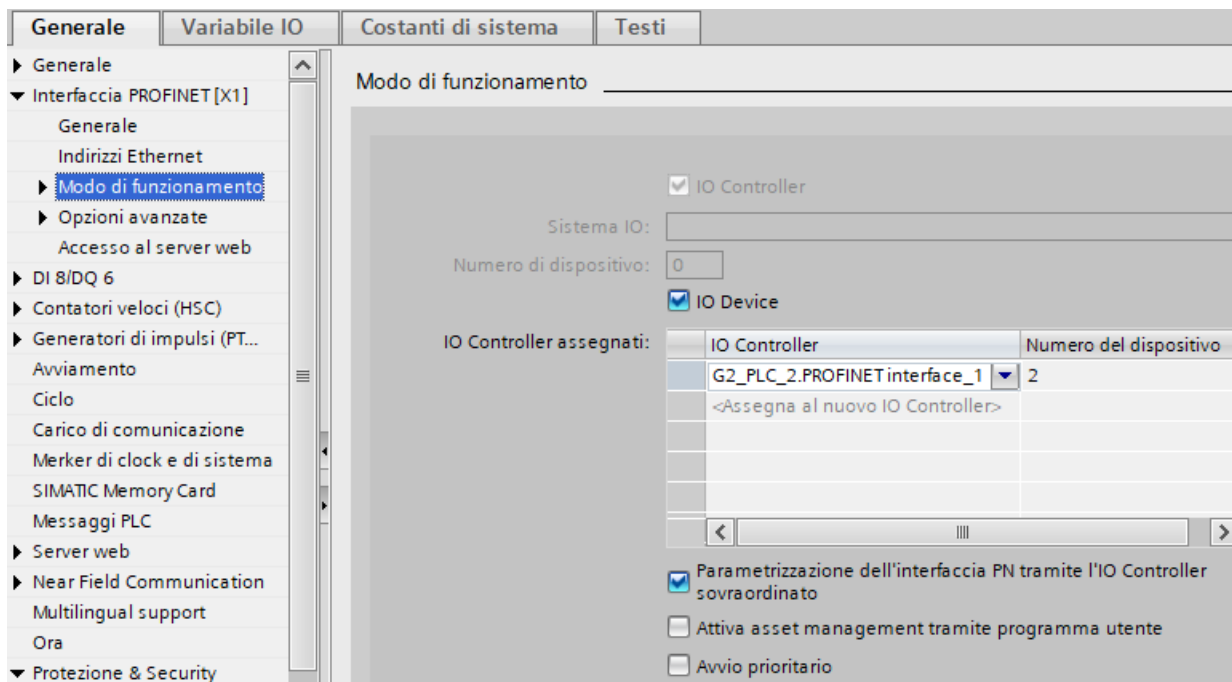 Generale
Variabile IO
Costanti di sistema
Testi
Generale
Interfaccia PROFINET [X1]
Generale
Indirizzi Ethernet
Modo di funzionamento
Opzioni avanzate
Accesso al server web
DI 8/DQ 6
Contatori veloci (HSC)
Generatori di impulsi (PT...
Avviamento
Ciclo
Carico di comunicazione
Merker di clock e di sistema
SIMATIC Memory Card
Messaggi PLC
Server web
Near Field Communication
Multilingual support
Ora
Protezione & Security
Modo di funzionamento
IO Controller
Sistema IO:
Numero di dispositivo: 0
IO Device
IO Controller assegnati:
IO Controller Numero del dispositivo
G2_PLC_2.PROFINET interface_1 2
<Assegna al nuovo IO Controller>
Parametrizzazione dell'interfaccia PN tramite l'IO Controller
sovraordinato
Attiva asset management tramite programma utente
Avvio prioritario